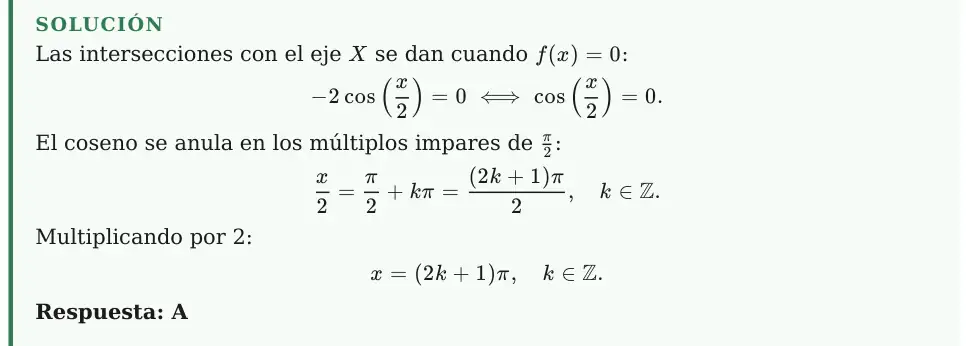 SOLUCIÓN
Las intersecciones con el eje X se dan cuando f(x) = 0:
−2 cos (x/2) = 0 ⟺ cos (x/2) = 0.
El coseno se anula en los múltiplos impares de π/2:
x/2 = π/2 + kπ = (2k + 1)π/2, k ∈ ℤ.
Multiplicando por 2:
x = (2k + 1)π, k ∈ ℤ.
Respuesta: A